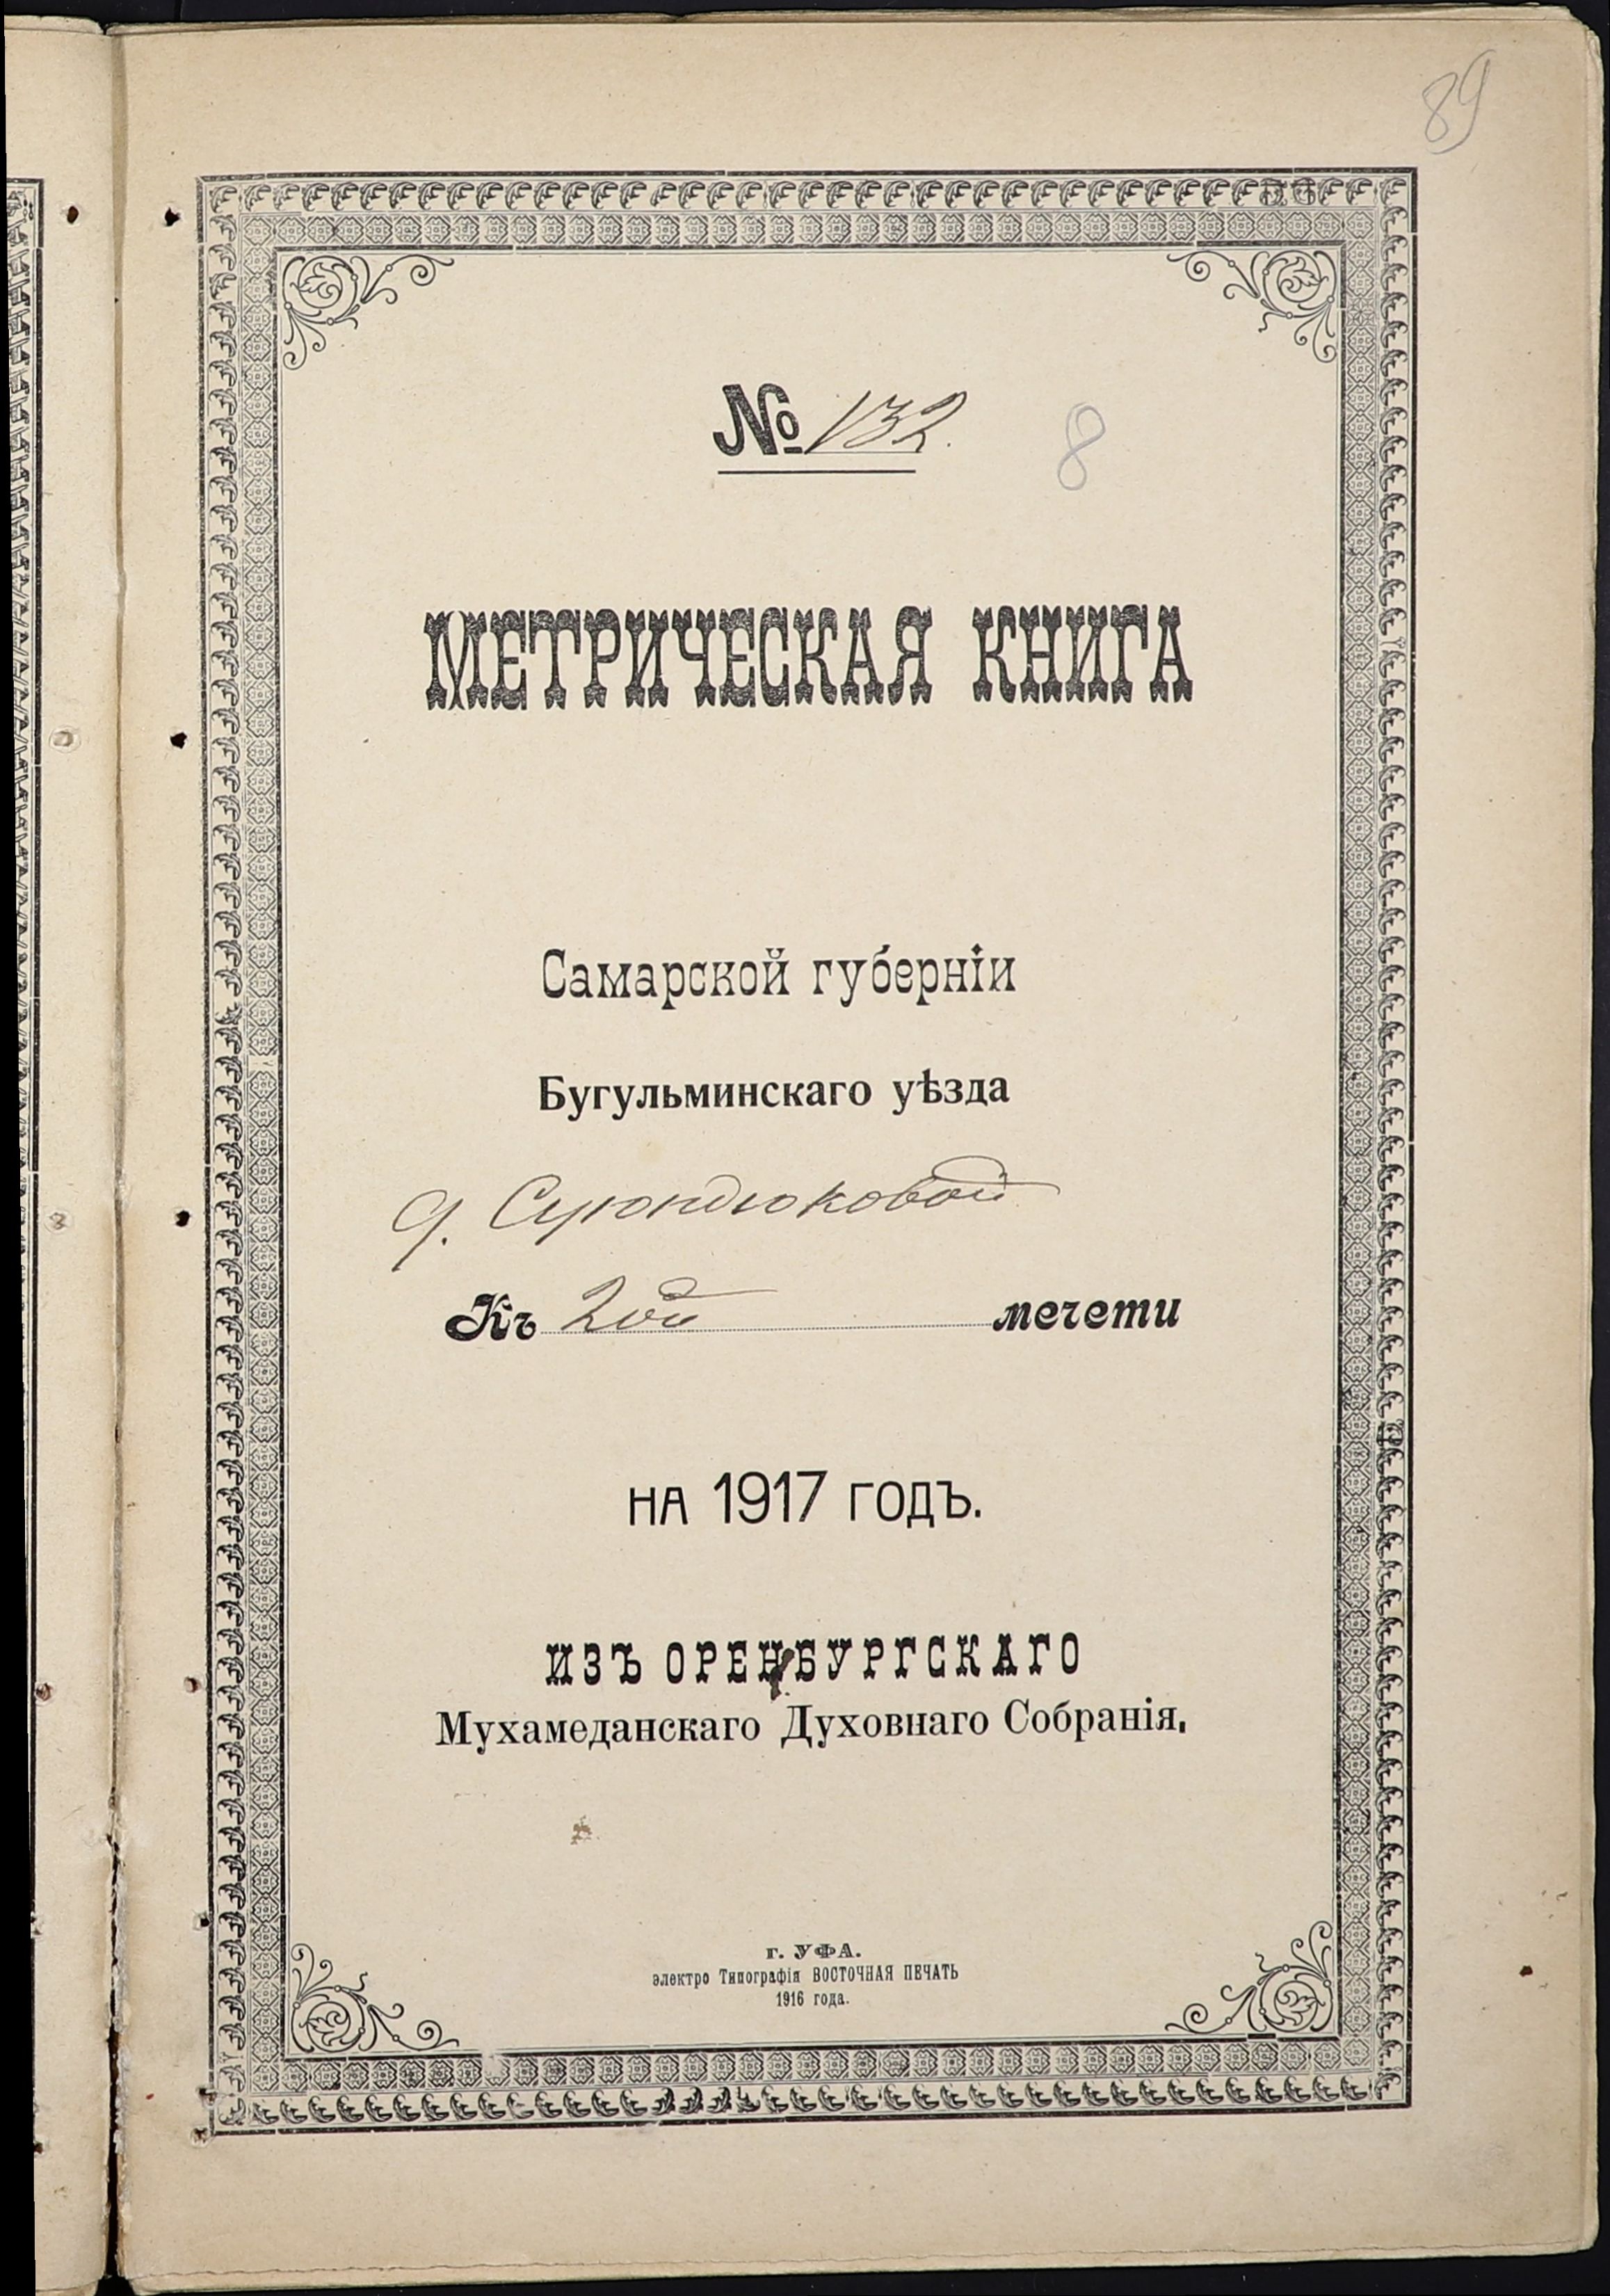 89
№ 132.
8
МЕТРИЧЕСКАЯ КНИГА
Самарской губерніи
Бугульминскаго уѣзда
д. Суюндюковой
Къ 2ой мечети
НА 1917 ГОДЪ.
ИЗЪ ОРЕНБУРГСКАГО
Мухамеданскаго Духовнаго Собранія.
г. УФА.
электро Типографія ВОСТОЧНАЯ ПЕЧАТЬ
1916 года.